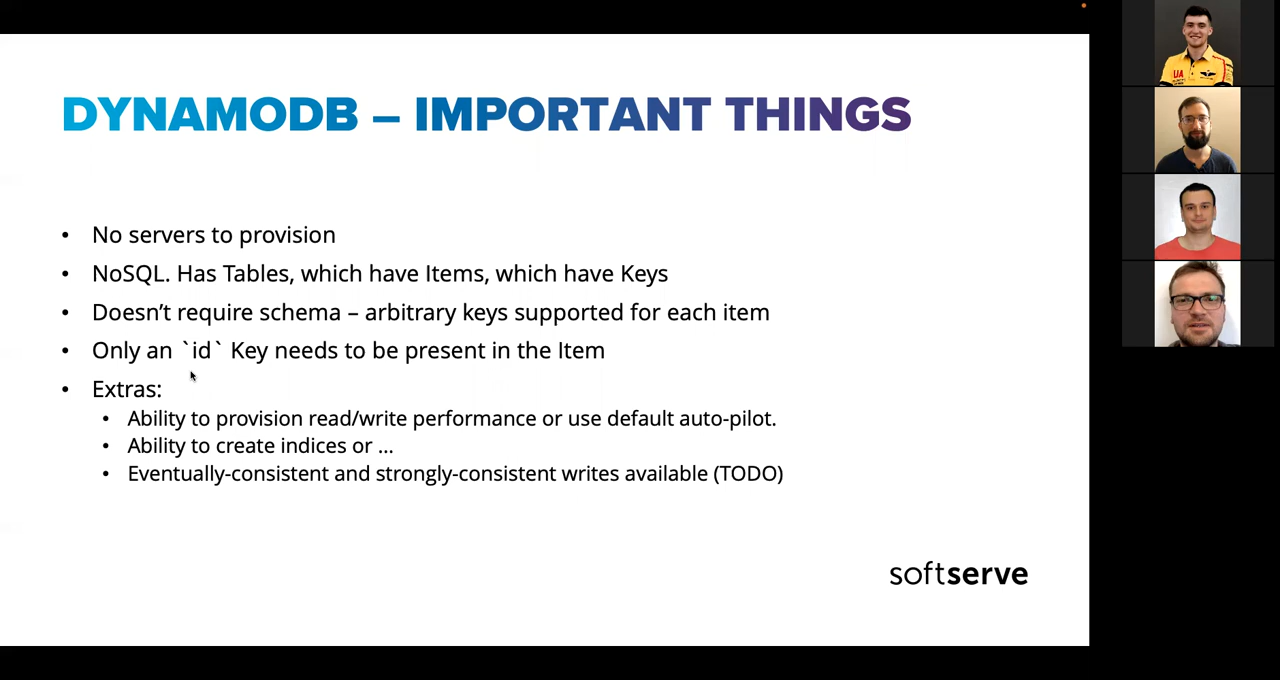 DYNAMODB – IMPORTANT THINGS
• No servers to provision
• NoSQL. Has Tables, which have Items, which have Keys
• Doesn’t require schema – arbitrary keys supported for each item
• Only an `id` Key needs to be present in the Item
• Extras:
• Ability to provision read/write performance or use default auto-pilot.
• Ability to create indices or ...
• Eventually-consistent and strongly-consistent writes available (TODO)
softserve
UA